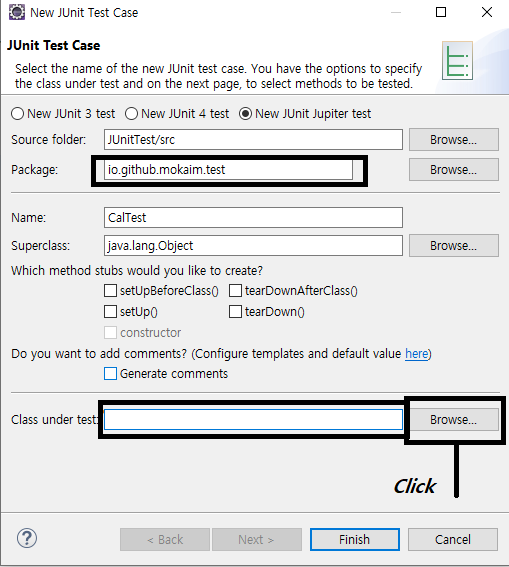 New JUnit Test Case
JUnit Test Case
Select the name of the new JUnit test case. You have the options to specify
the class under test and on the next page, to select methods to be tested.
New JUnit 3 test New JUnit 4 test New JUnit Jupiter test
Source folder: JUnitTest/src Browse...
Package: io.github.mokaim.test Browse...
Name: CalTest
Superclass: java.lang.Object Browse...
Which method stubs would you like to create?
setUpBeforeClass() tearDownAfterClass()
setUp() tearDown()
constructor
Do you want to add comments? (Configure templates and default value here)
Generate comments
Class under test: Browse...
Click
? < Back Next > Finish Cancel